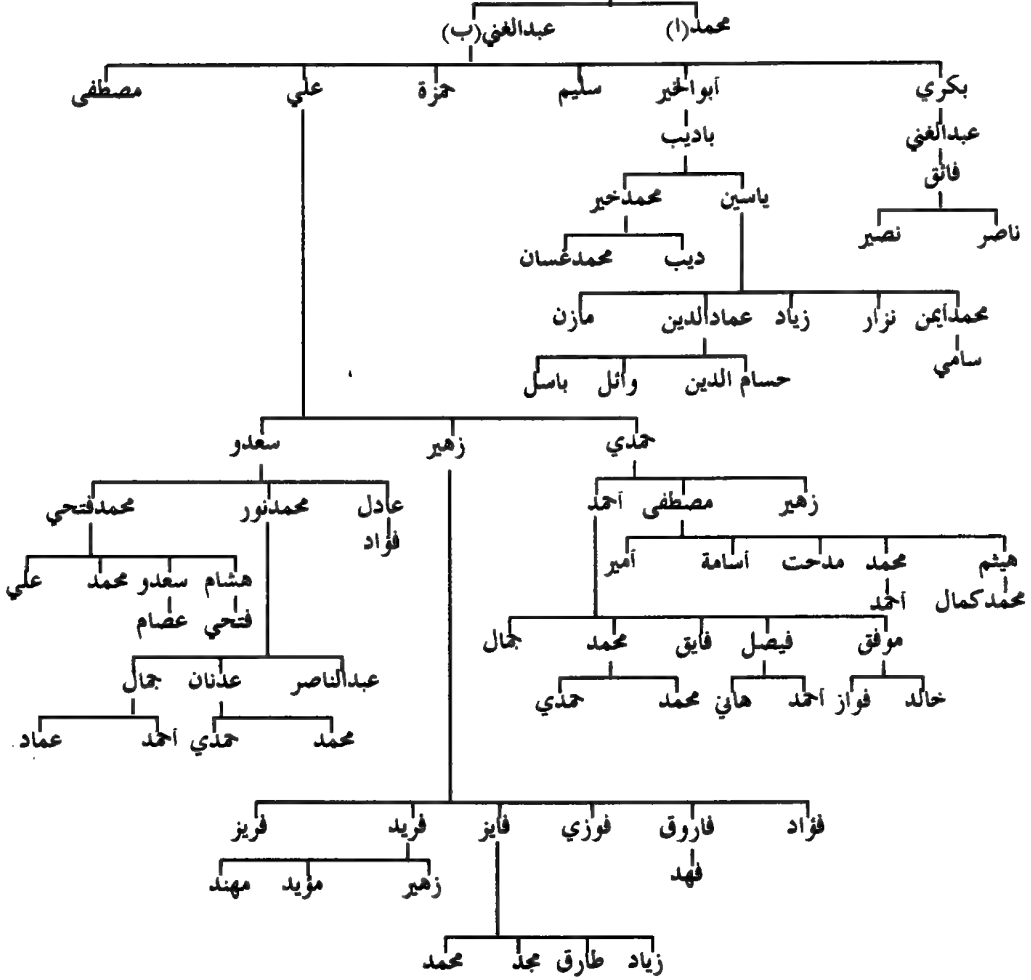 محمد(ا) عبدالغني(ب)
بكري أبوالخير سليم حمزة علي مصطفى
عبدالغني باديب
فائق
ياسين محمدخير
ناصر نصير
ديب محمدغسان
محمدأيمن نزار زياد عمادالدين مازن
سامي
حسام الدين وائل باسل
حمدي زهير سعدو
زهير مصطفى أحمد عادل محمدنور محمدفتحي
فؤاد
هيثم محمد مدحت أسامة أمير
هشام سعدو محمد علي
محمدكمال أحمد
فتحي عصام
موفق فيصل فايق محمد جمال
عبدالناصر عدنان جمال
خالد فواز أحمد هاني محمد حمدي
محمد حمدي أحمد عماد
فؤاد فاروق فوزي فايز فريد فريز
فهد
زهير مؤيد مهند
زياد طارق مجد محمد